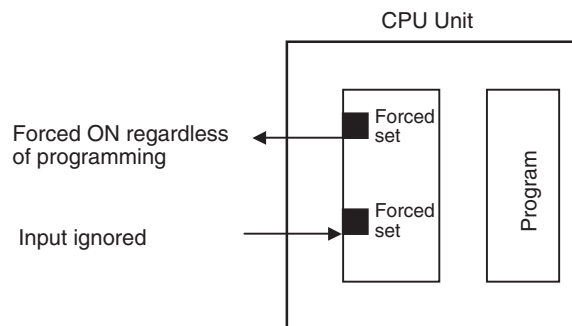 CPU Unit
Forced ON regardless
of programming
Forced
set
Input ignored
Forced
set
Program